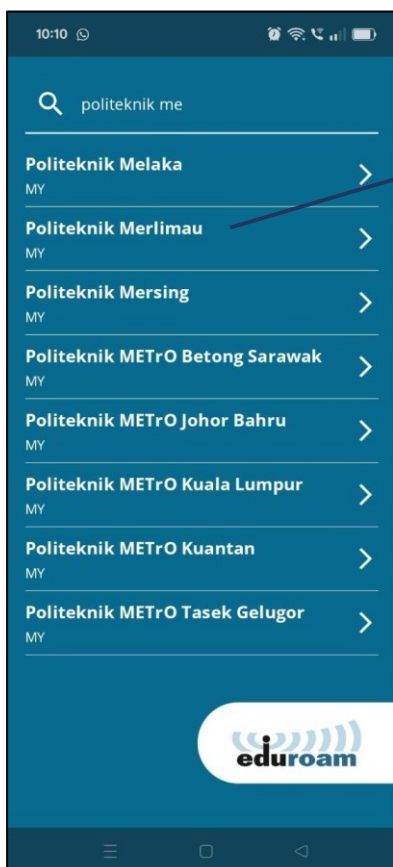 10:10
politeknik me
Politeknik Melaka
MY
Politeknik Merlimau
MY
Politeknik Mersing
MY
Politeknik METrO Betong Sarawak
MY
Politeknik METrO Johor Bahru
MY
Politeknik METrO Kuala Lumpur
MY
Politeknik METrO Kuantan
MY
Politeknik METrO Tasek Gelugor
MY
eduroam